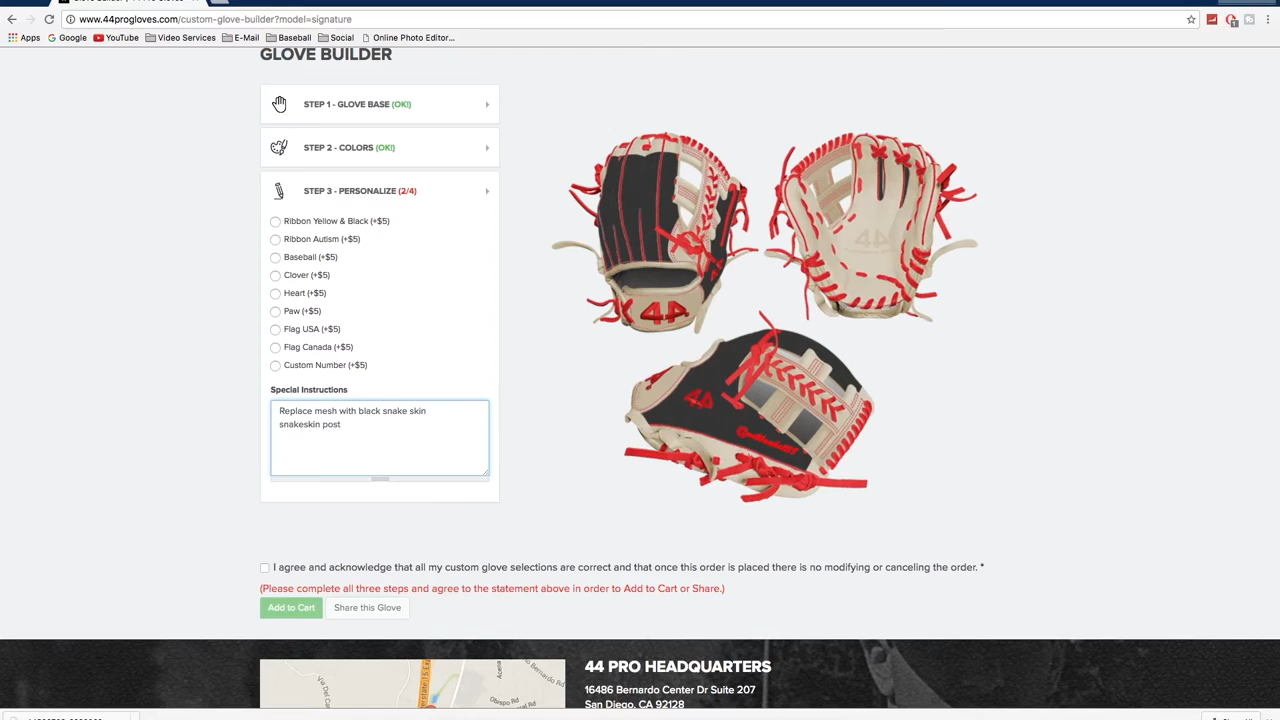 www.44progloves.com/custom-glove-builder?model=signature
Apps Google YouTube Video Services E-Mail Baseball Social Online Photo Editor...
GLOVE BUILDER
STEP 1 - GLOVE BASE (OK!)
STEP 2 - COLORS (OK!)
STEP 3 - PERSONALIZE (2/4)
Ribbon Yellow & Black (+$5)
Ribbon Autism (+$5)
Baseball (+$5)
Clover (+$5)
Heart (+$5)
Paw (+$5)
Flag USA (+$5)
Flag Canada (+$5)
Custom Number (+$5)
Special Instructions
Replace mesh with black snake skin
snakeskin post
44
44
44
I agree and acknowledge that all my custom glove selections are correct and that once this order is placed there is no modifying or canceling the order. *
(Please complete all three steps and agree to the statement above in order to Add to Cart or Share.)
Add to Cart Share this Glove
44 PRO HEADQUARTERS
16486 Bernardo Center Dr Suite 207
San Diego, CA 92128